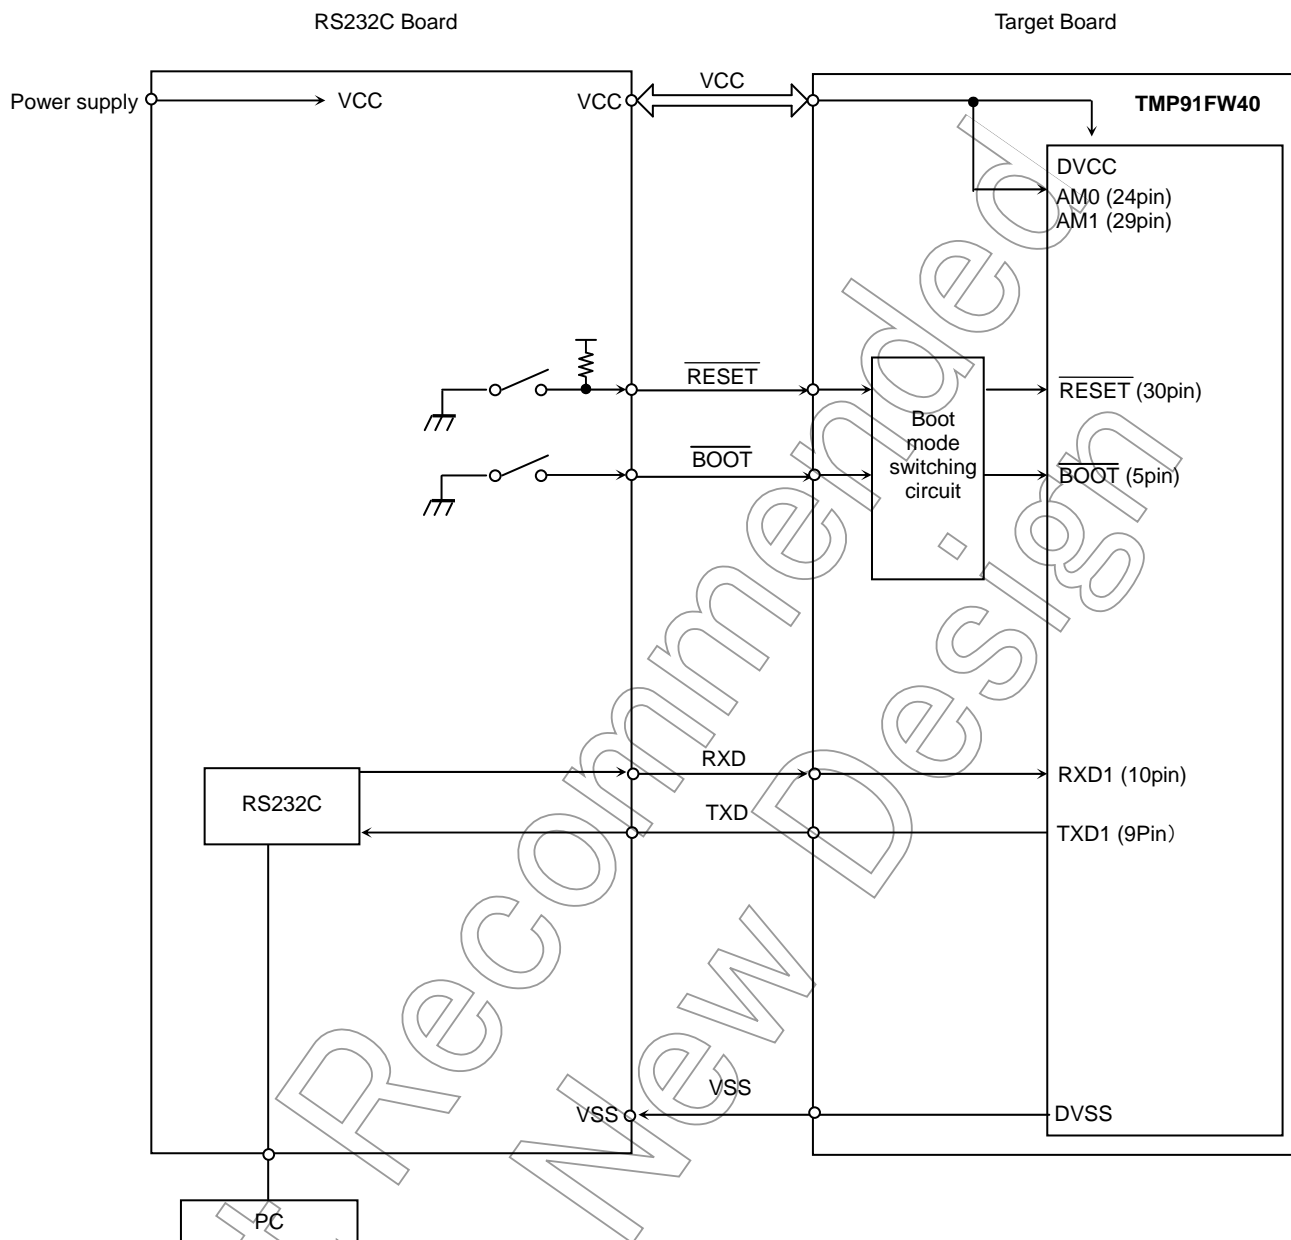 RS232C Board
Target Board
Power supply
VCC
VCC
VCC
TMP91FW40
DVCC
AM0 (24pin)
AM1 (29pin)
RESET
RESET (30pin)
Boot
mode
switching
circuit
BOOT
BOOT (5pin)
RXD
RXD1 (10pin)
RS232C
TXD
TXD1 (9Pin）
VSS
VSS
DVSS
PC
Recommended
New Design